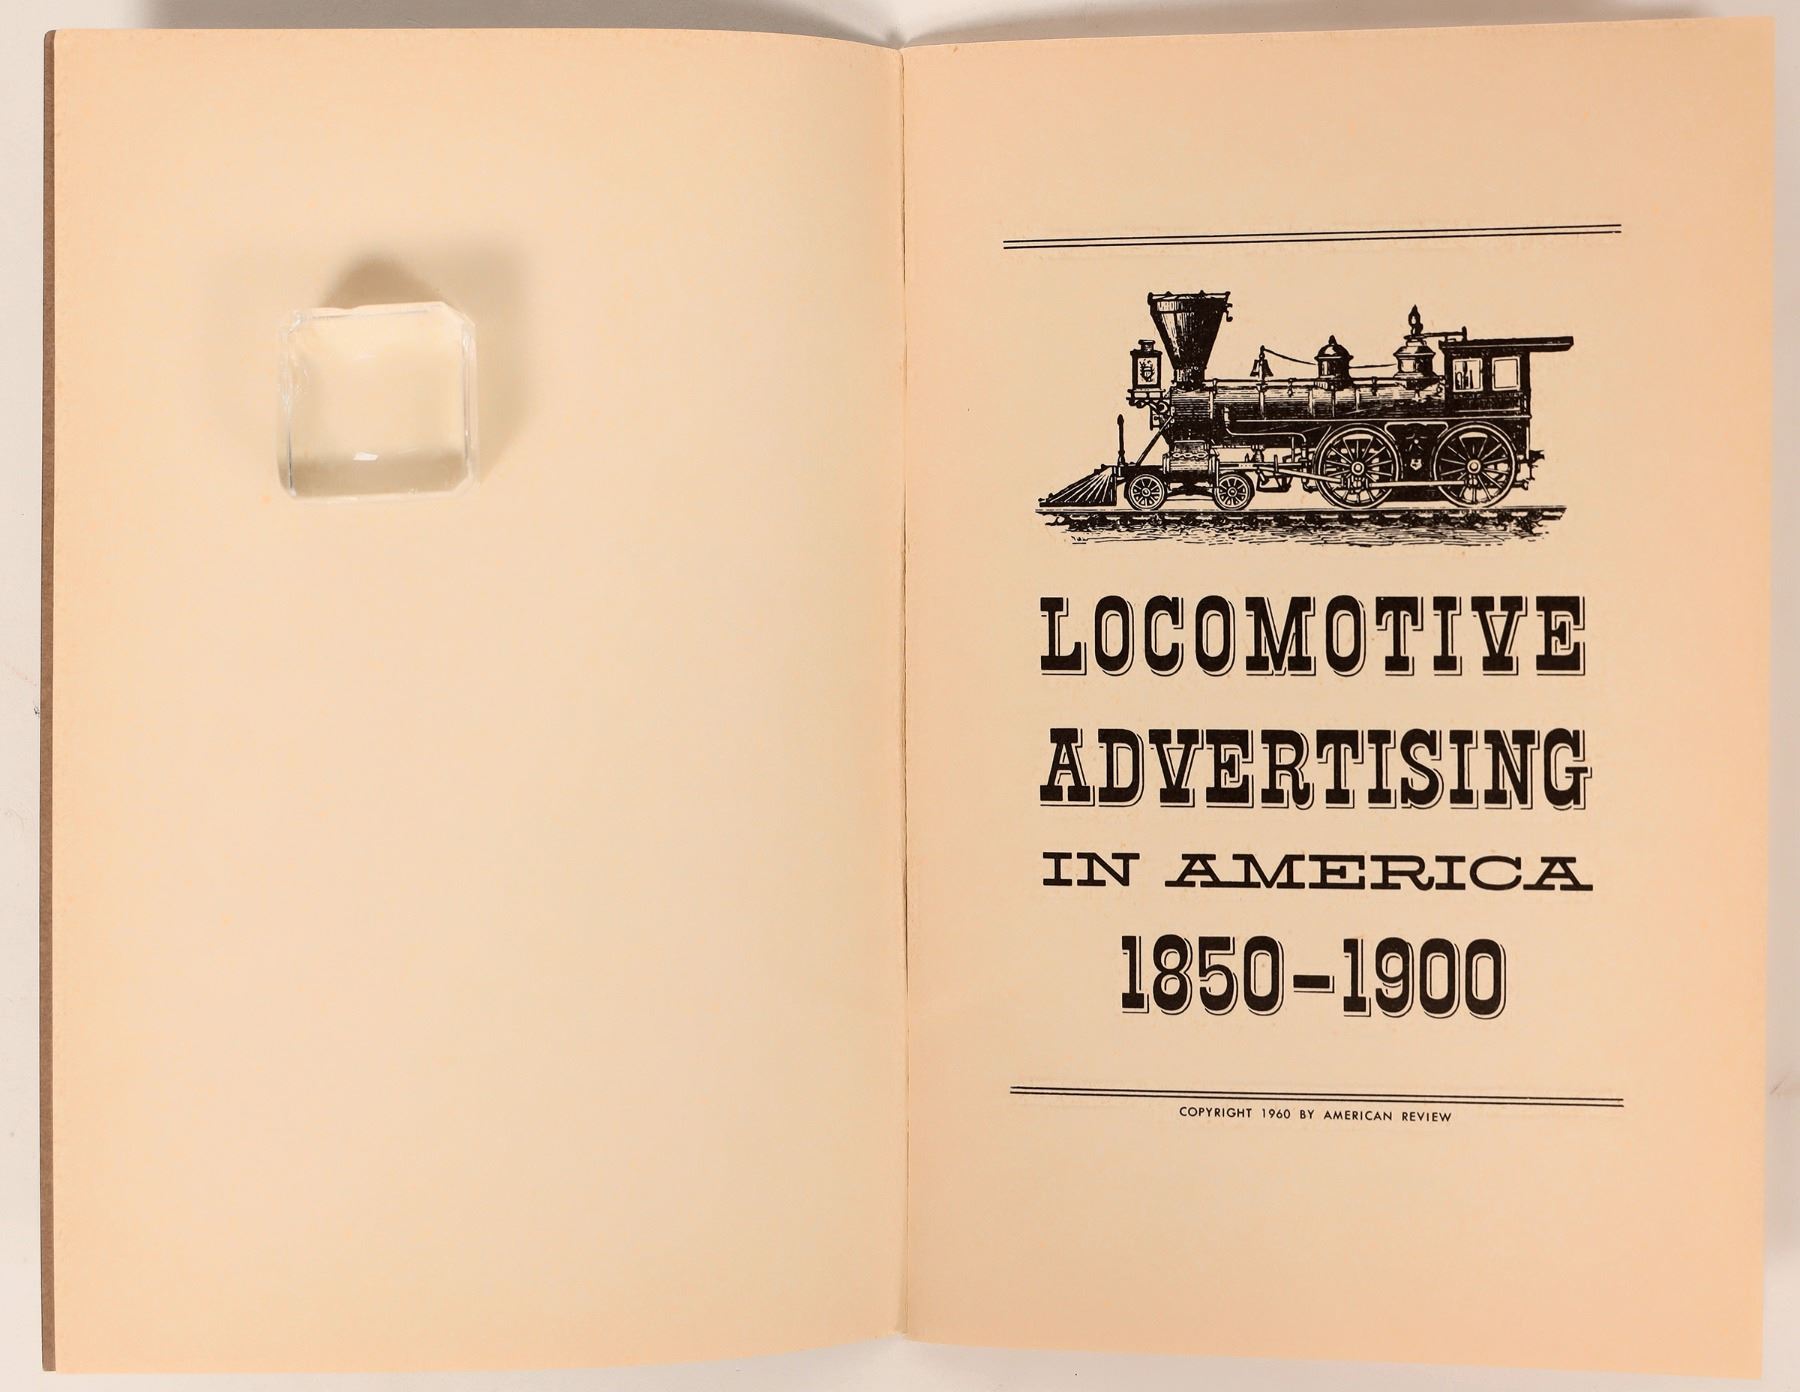 LOCOMOTIVE
ADVERTISING
IN AMERICA
1850–1900
COPYRIGHT 1960 BY AMERICAN REVIEW